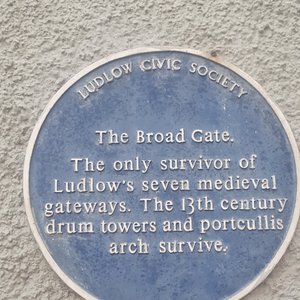 LUDLOW CIVIC SOCIETY
The Broad Gate.
The only survivor of
Ludlow's seven medieval
gateways. The 13th century
drum towers and portcullis
arch survive.